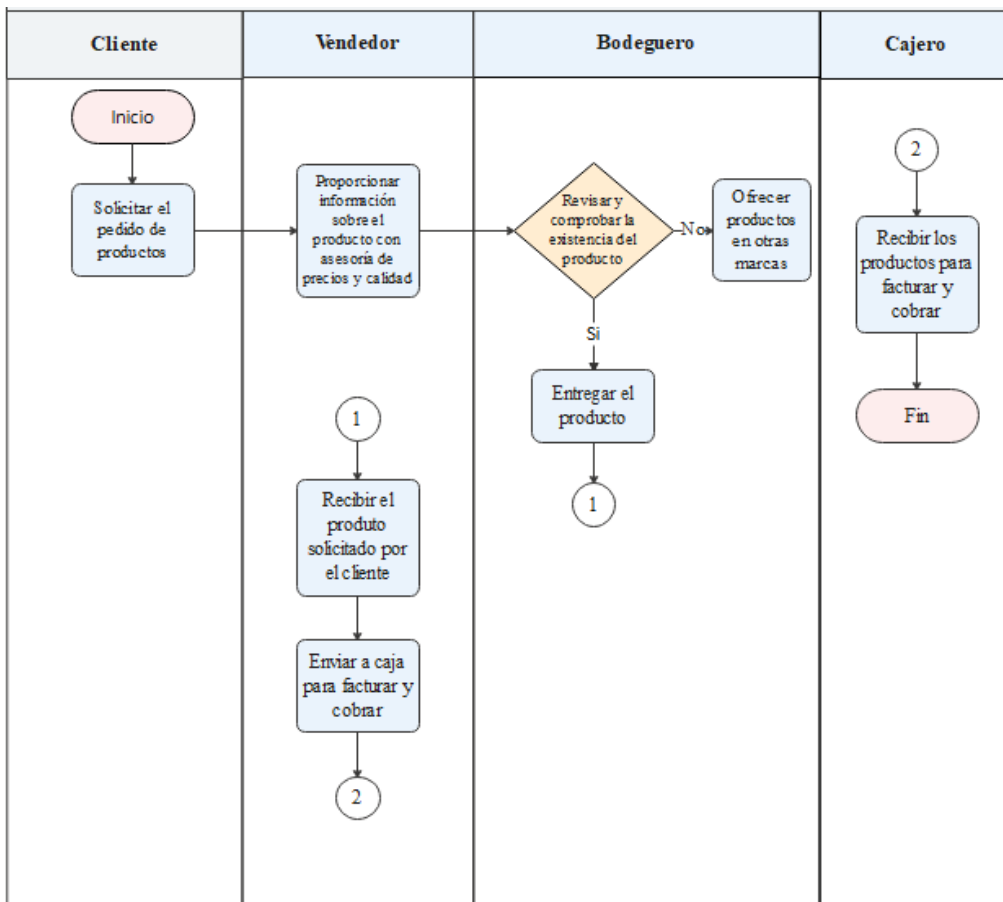 Cliente
Vendedor
Bodeguero
Cajero
Inicio
Solicitar el
pedido de
productos
Proporcionar
información
sobre el
producto con
asesoría de
precios y calidad
Revisar y
comprobar la
existencia del
producto
No
Ofrecer
productos
en otras
marcas
Si
Entregar el
producto
1
1
Recibir el
produto
solicitado por
el cliente
Enviar a caja
para facturar y
cobrar
2
2
Recibir los
productos para
facturar y
cobrar
Fin